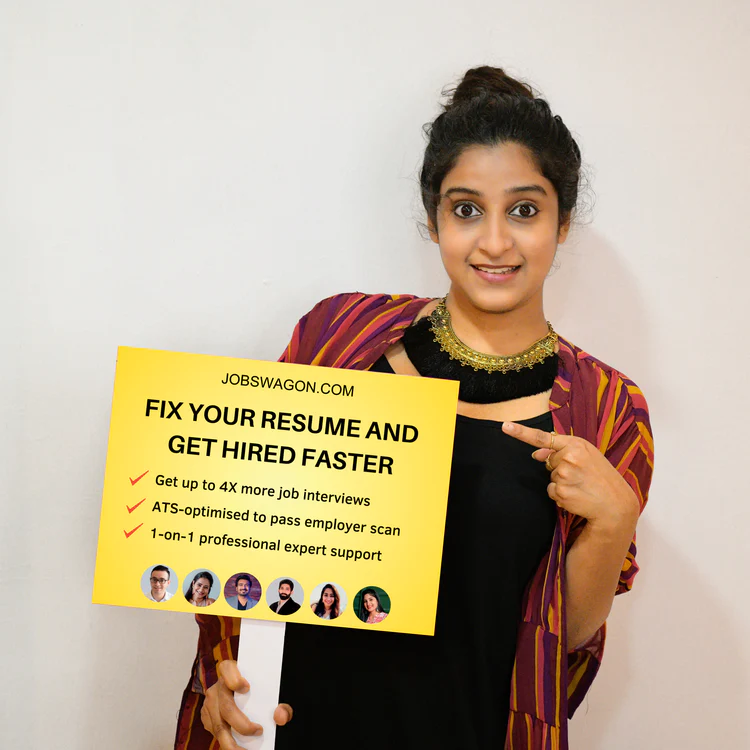 JOBSWAGON.COM
FIX YOUR RESUME AND
GET HIRED FASTER
Get up to 4X more job interviews
ATS-optimised to pass employer scan
1-on-1 professional expert support